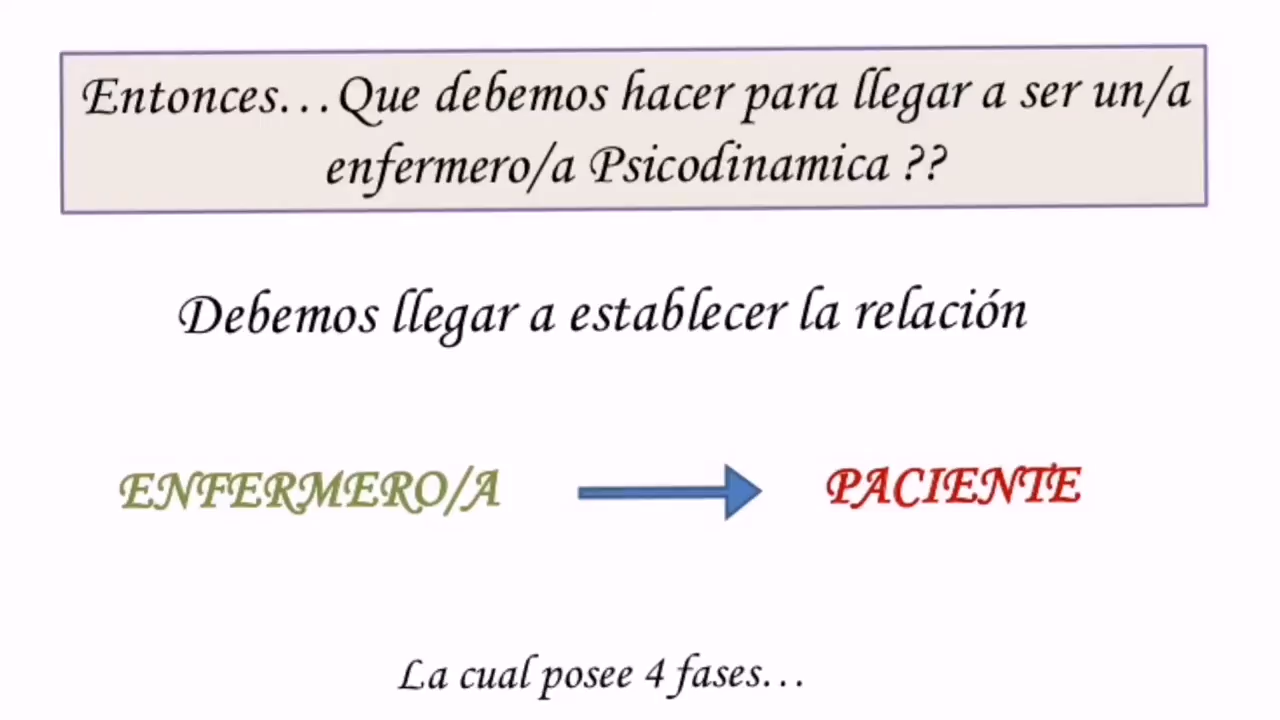 Entonces...Que debemos hacer para llegar a ser un/a
enfermero/a Psicodinamica ??
Debemos llegar a establecer la relación
ENFERMERO/A PACIENTE
La cual posee 4 fases...